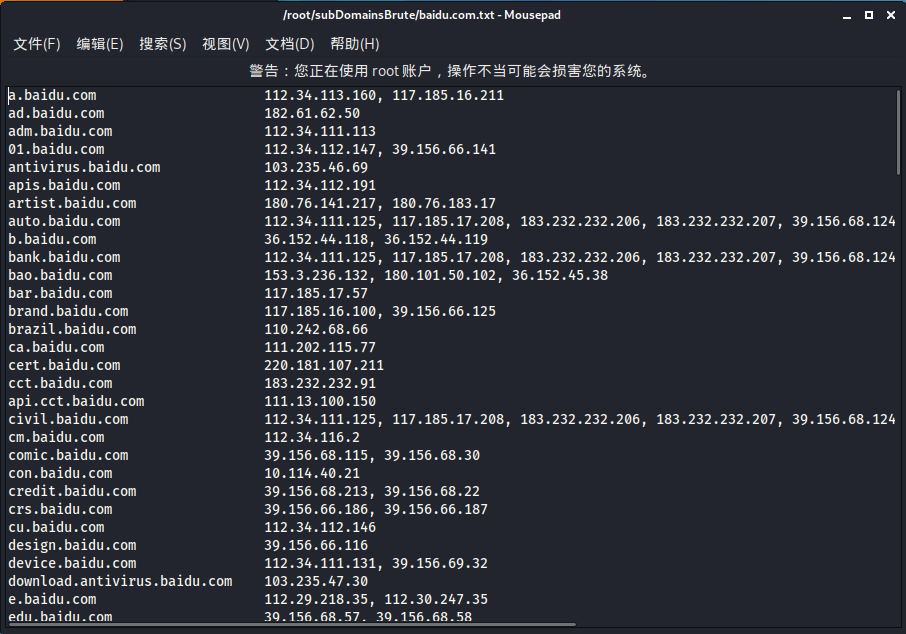 /root/subDomainsBrute/baidu.com.txt - Mousepad
文件(F) 编辑(E) 搜索(S) 视图(V) 文档(D) 帮助(H)
警告：您正在使用 root 账户，操作不当可能会损害您的系统。
a.baidu.com 112.34.113.160, 117.185.16.211
ad.baidu.com 182.61.62.50
adm.baidu.com 112.34.111.113
01.baidu.com 112.34.112.147, 39.156.66.141
antivirus.baidu.com 103.235.46.69
apis.baidu.com 112.34.112.191
artist.baidu.com 180.76.141.217, 180.76.183.17
auto.baidu.com 112.34.111.125, 117.185.17.208, 183.232.232.206, 183.232.232.207, 39.156.68.124
b.baidu.com 36.152.44.118, 36.152.44.119
bank.baidu.com 112.34.111.125, 117.185.17.208, 183.232.232.206, 183.232.232.207, 39.156.68.124
bao.baidu.com 153.3.236.132, 180.101.50.102, 36.152.45.38
bar.baidu.com 117.185.17.57
brand.baidu.com 117.185.16.100, 39.156.66.125
brazil.baidu.com 110.242.68.66
ca.baidu.com 111.202.115.77
cert.baidu.com 220.181.107.211
cct.baidu.com 183.232.232.91
api.cct.baidu.com 111.13.100.150
civil.baidu.com 112.34.111.125, 117.185.17.208, 183.232.232.206, 183.232.232.207, 39.156.68.124
cm.baidu.com 112.34.116.2
comic.baidu.com 39.156.68.115, 39.156.68.30
con.baidu.com 10.114.40.21
credit.baidu.com 39.156.68.213, 39.156.68.22
crs.baidu.com 39.156.66.186, 39.156.66.187
cu.baidu.com 112.34.112.146
design.baidu.com 39.156.66.116
device.baidu.com 112.34.111.131, 39.156.69.32
download.antivirus.baidu.com 103.235.47.30
e.baidu.com 112.29.218.35, 112.30.247.35
edu.baidu.com 39.156.68.57, 39.156.68.58